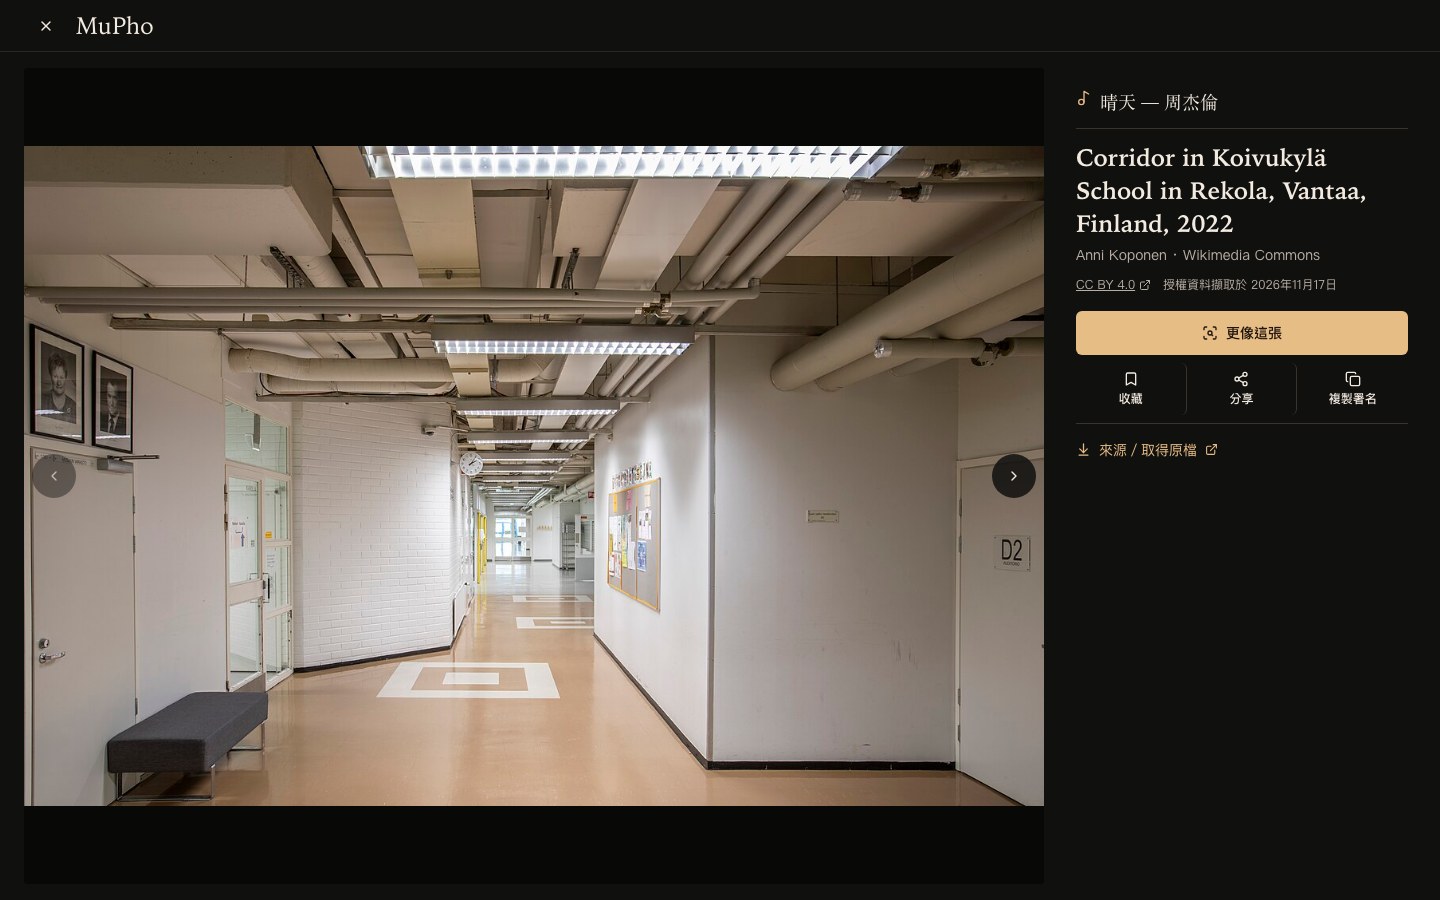 MuPho
晴天 — 周杰倫
Corridor in Koivukylä
School in Rekola, Vantaa,
Finland, 2022
Anni Koponen · Wikimedia Commons
CC BY 4.0 授權資料擷取於 2026年11月17日
更像這張
收藏 分享 複製署名
來源 / 取得原檔
D2